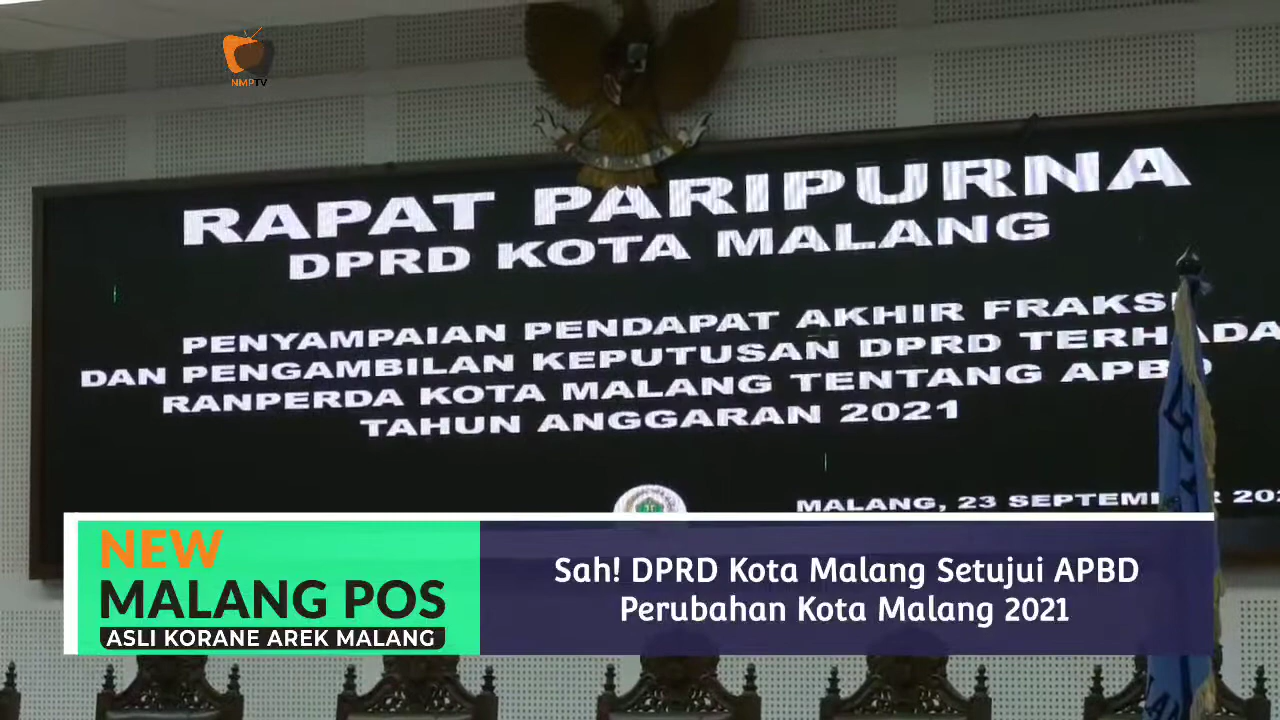 NMPTV
RAPAT PARIPURNA
DPRD KOTA MALANG
PENYAMPAIAN PENDAPAT AKHIR FRAKSI
DAN PENGAMBILAN KEPUTUSAN DPRD TERHADA
RANPERDA KOTA MALANG TENTANG APBD
TAHUN ANGGARAN 2021
MALANG, 23 SEPTEMBER 202
NEW
MALANG POS
ASLI KORANE AREK MALANG
Sah! DPRD Kota Malang Setujui APBD
Perubahan Kota Malang 2021